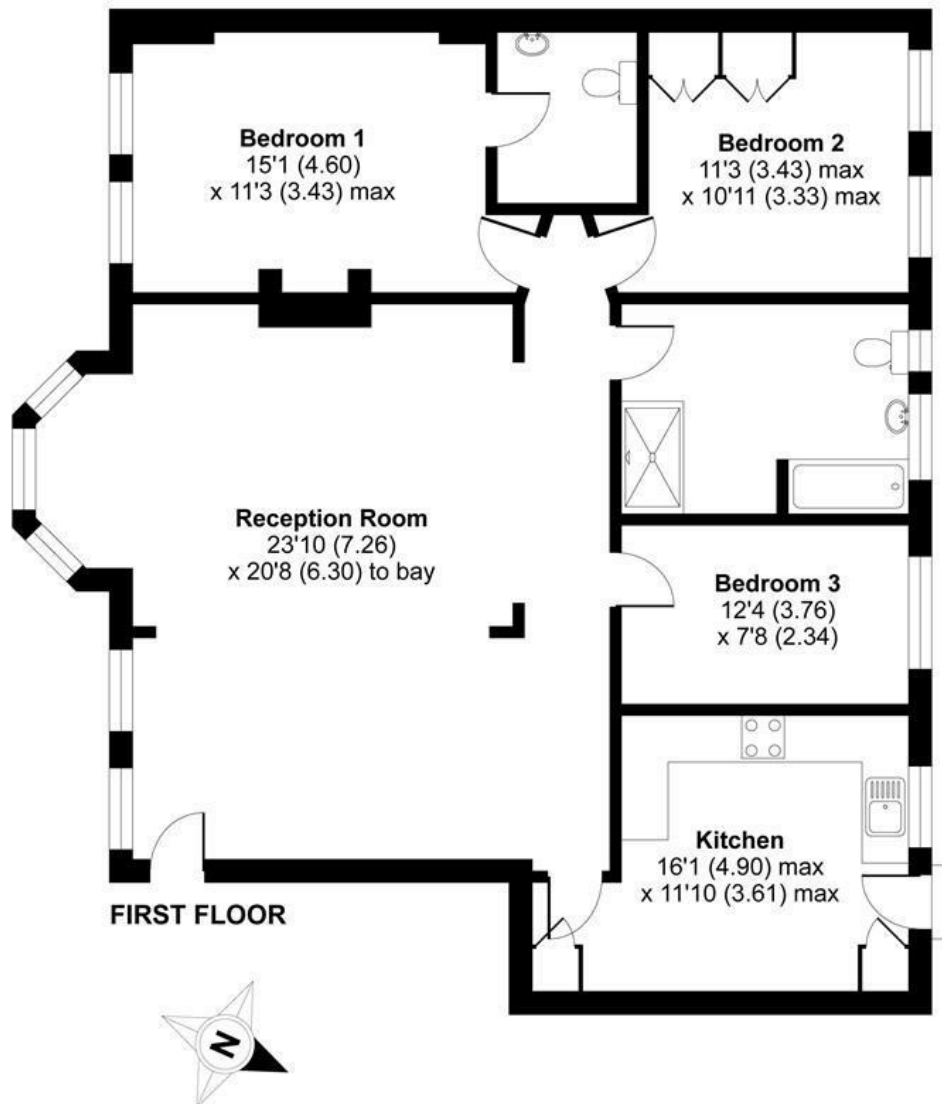 Bedroom 1
15'1 (4.60)
x 11'3 (3.43) max
Bedroom 2
11'3 (3.43) max
x 10'11 (3.33) max
Reception Room
23'10 (7.26)
x 20'8 (6.30) to bay
Bedroom 3
12'4 (3.76)
x 7'8 (2.34)
Kitchen
16'1 (4.90) max
x 11'10 (3.61) max
FIRST FLOOR
N